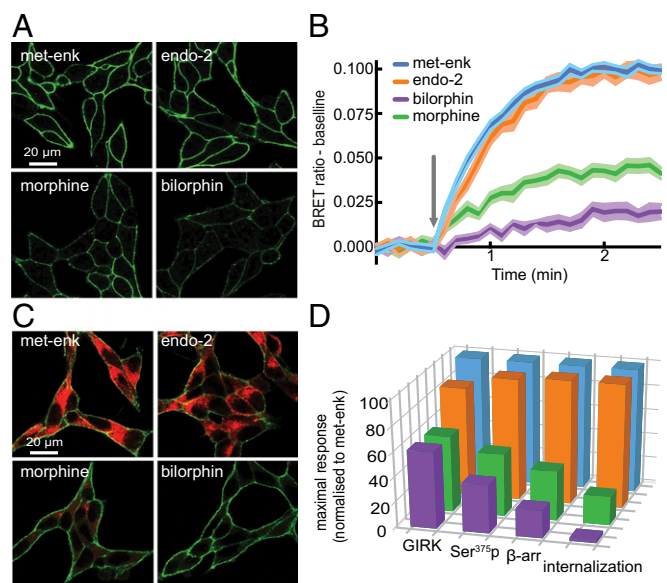 A
met-enk
endo-2
20 µm
morphine
bilorphin
B
BRET ratio - baselline
0.100
0.075
0.050
0.025
0.000
met-enk
endo-2
bilorphin
morphine
1
2
Time (min)
C
met-enk
endo-2
20 µm
morphine
bilorphin
D
maximal response
(normalised to met-enk)
100
80
60
40
20
0
GIRK
Ser³⁷⁵p
β-arr
internalization